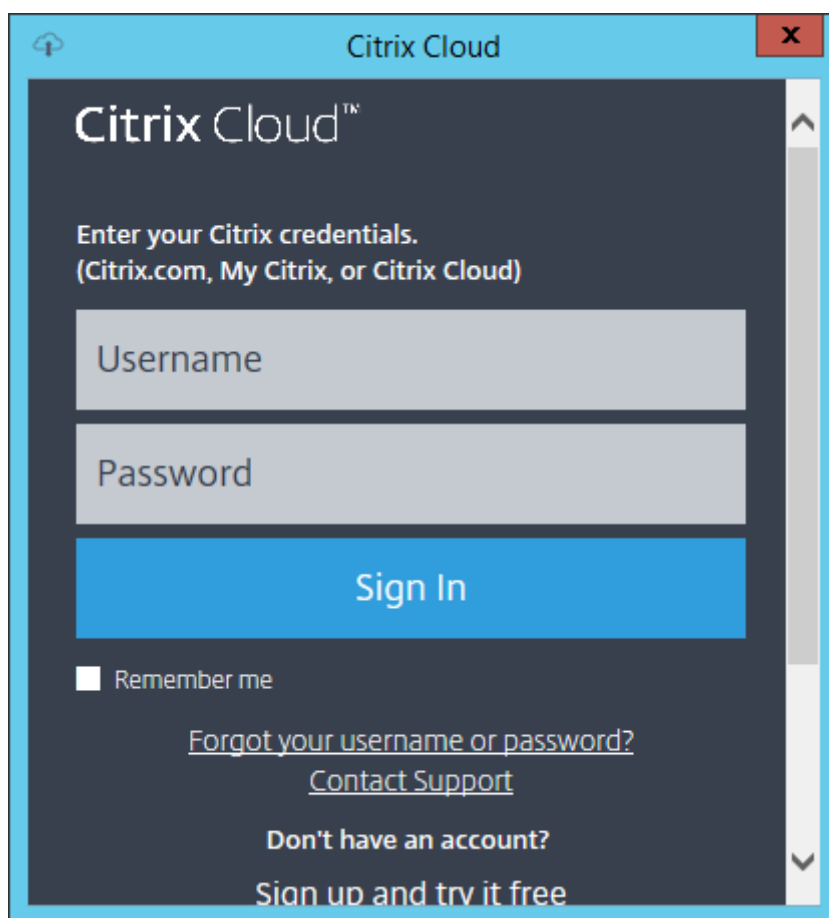 Citrix Cloud
x
Citrix Cloud™
Enter your Citrix credentials.
(Citrix.com, My Citrix, or Citrix Cloud)
Username
Password
Sign In
Remember me
Forgot your username or password?
Contact Support
Don't have an account?
Sign up and try it free